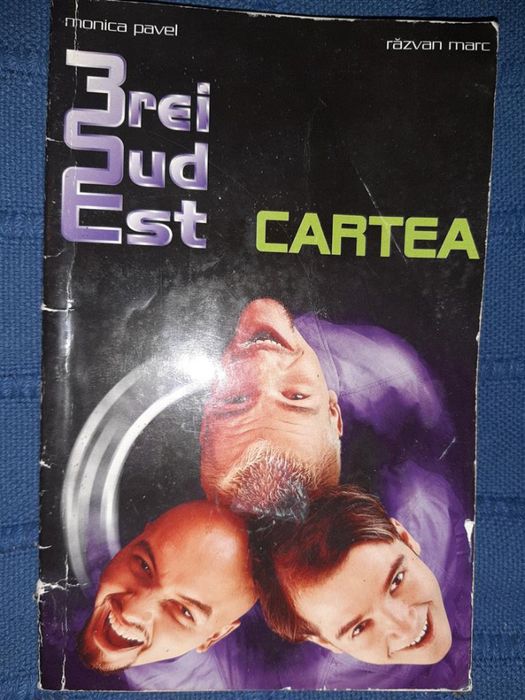 monica pavel
răzvan marc
3rei
Sud
Est
CARTEA